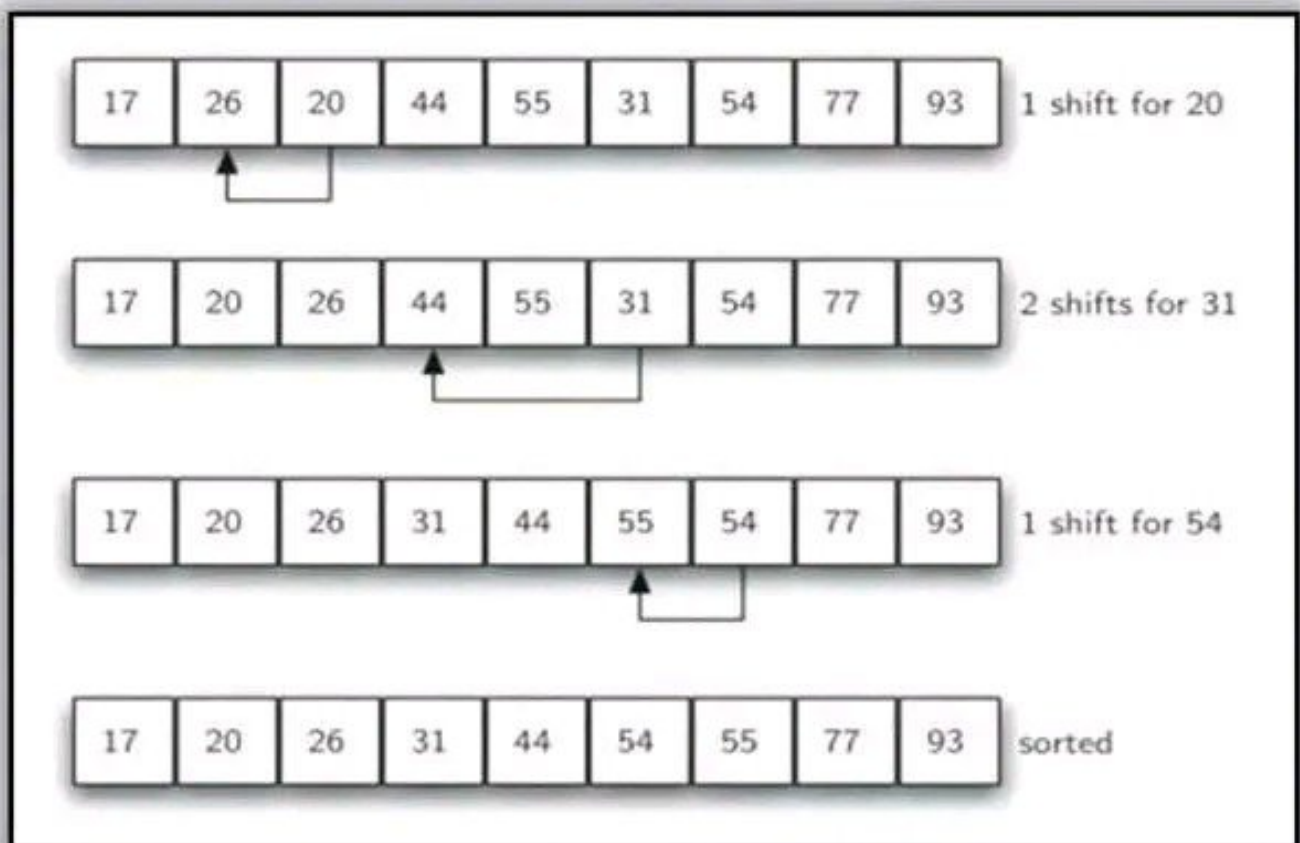 17 26 20 44 55 31 54 77 93 1 shift for 20
17 20 26 44 55 31 54 77 93 2 shifts for 31
17 20 26 31 44 55 54 77 93 1 shift for 54
17 20 26 31 44 54 55 77 93 sorted